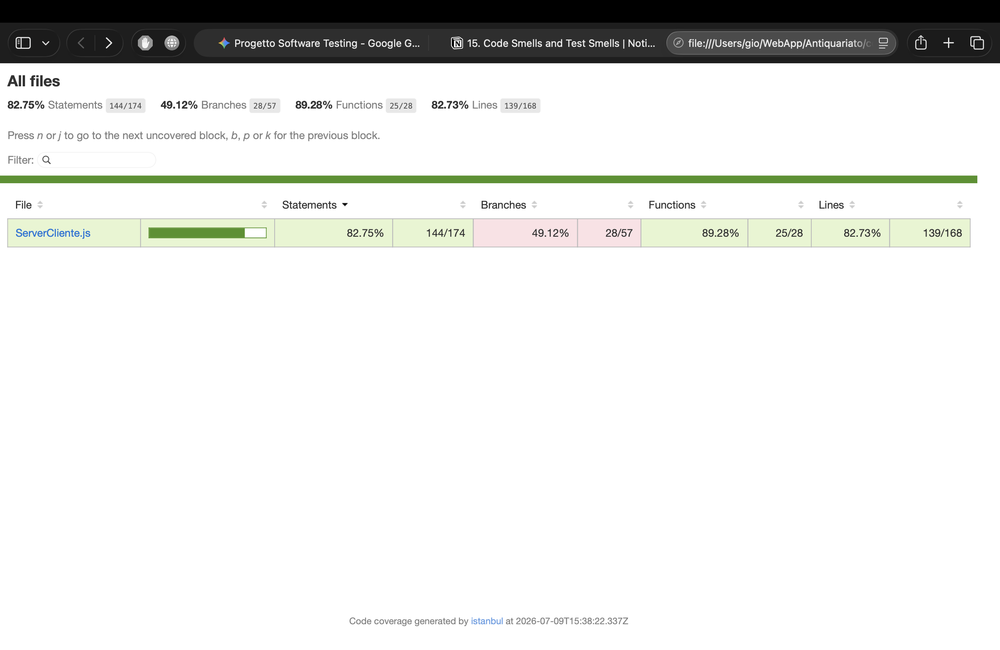 Progetto Software Testing - Google G... 15. Code Smells and Test Smells | Noti... file:///Users/gio/WebApp/Antiquariato/c
All files
82.75% Statements 144/174 49.12% Branches 28/57 89.28% Functions 25/28 82.73% Lines 139/168
Press n or j to go to the next uncovered block, b, p or k for the previous block.
Filter:
File Statements Branches Functions Lines
ServerCliente.js 82.75% 144/174 49.12% 28/57 89.28% 25/28 82.73% 139/168
Code coverage generated by istanbul at 2026-07-09T15:38:22.337Z